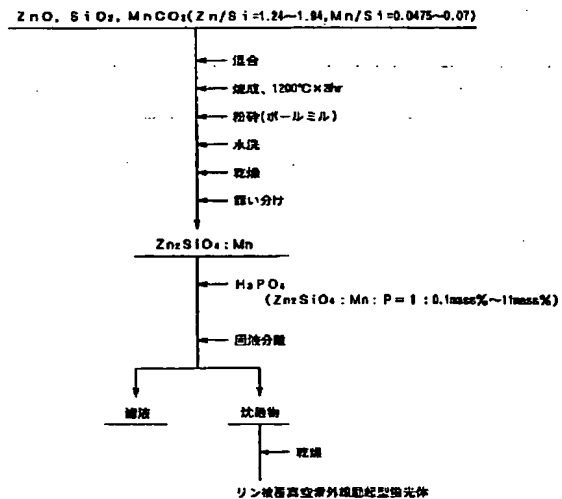 ZnO, SiO₂, MnCO₃(Zn/Si=1.24~1.94,Mn/Si=0.0475~0.07)
混合
焼成、1200℃×3hr
粉砕(ボールミル)
水洗
乾燥
篩い分け
Zn₂SiO₄:Mn
H₃PO₄
(Zn₂SiO₄:Mn:P=1:0.1mass%~11mass%)
固液分離
濾液 沈殿物
乾燥
リン被覆真空紫外線励起型蛍光体